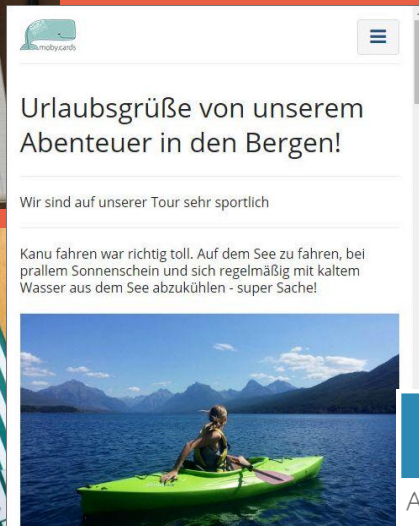 moby.cards
Urlaubsgrüße von unserem
Abenteuer in den Bergen!
Wir sind auf unserer Tour sehr sportlich
Kanu fahren war richtig toll. Auf dem See zu fahren, bei
prallem Sonnenschein und sich regelmäßig mit kaltem
Wasser aus dem See abzukühlen - super Sache!
A